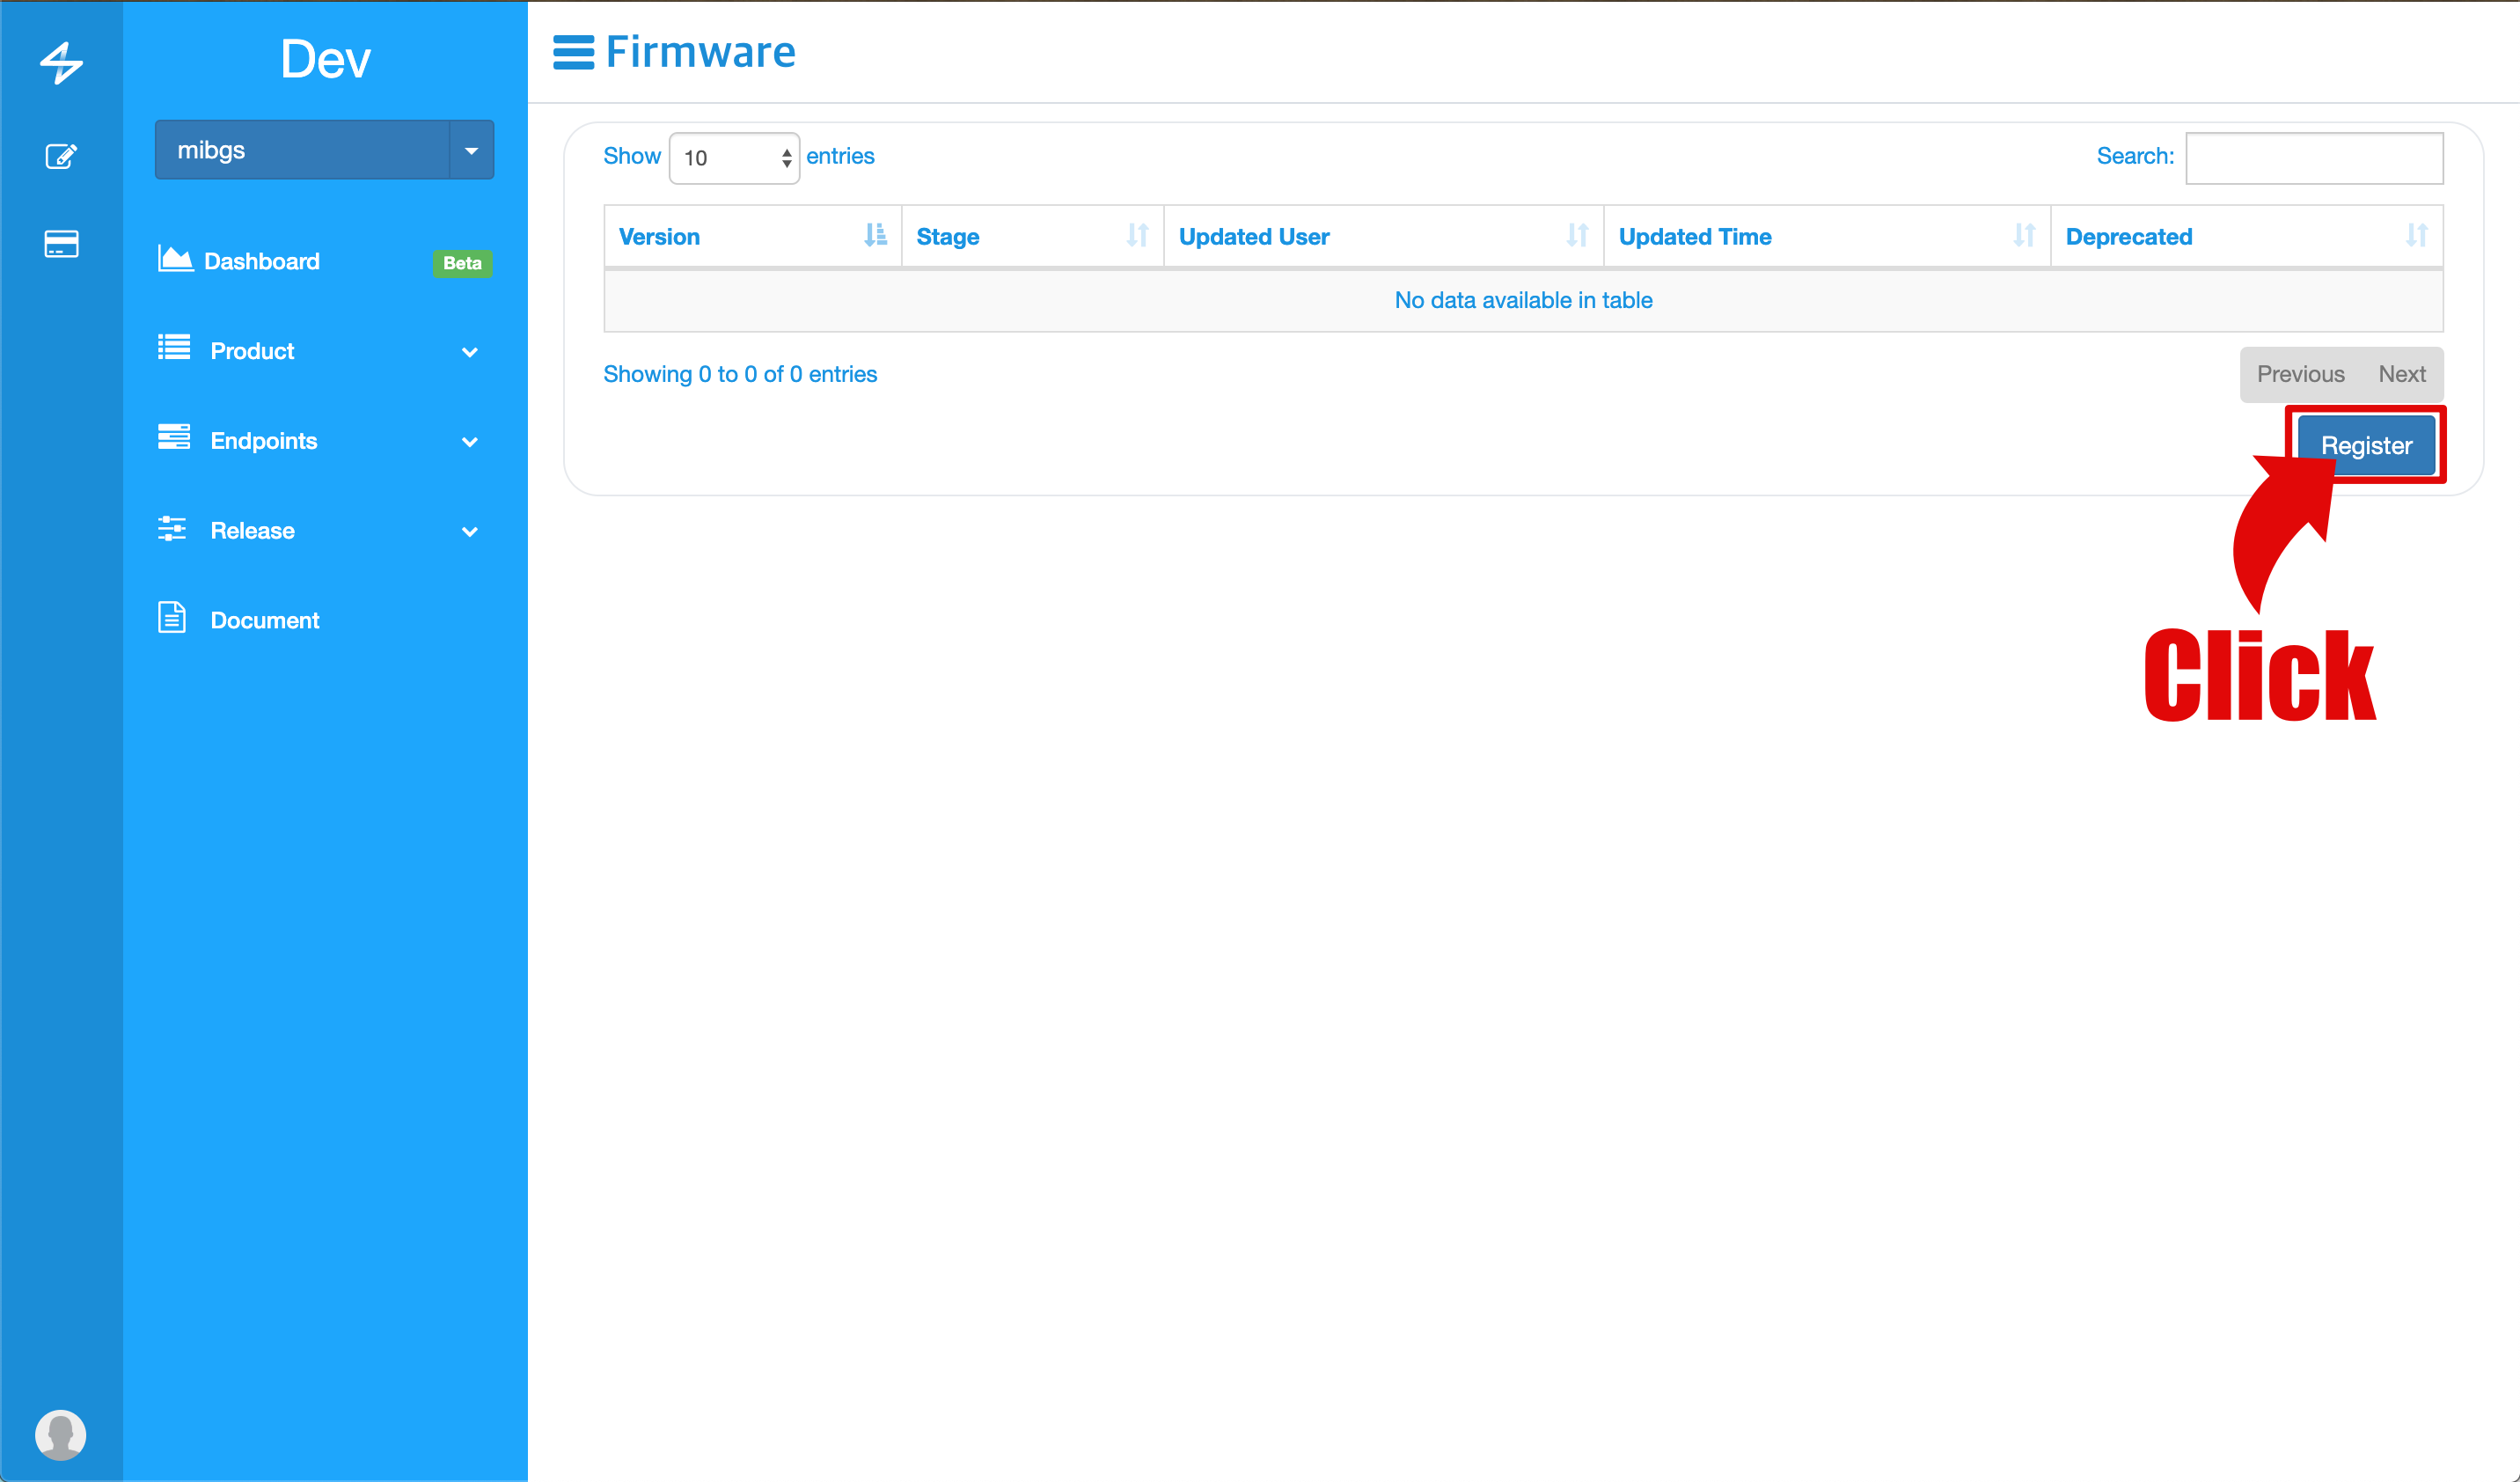 Dev
mibgs
Dashboard Beta
Product
Endpoints
Release
Document
Firmware
Show 10 entries
Search:
Version Stage Updated User Updated Time Deprecated
No data available in table
Showing 0 to 0 of 0 entries
Previous Next
Register
Click